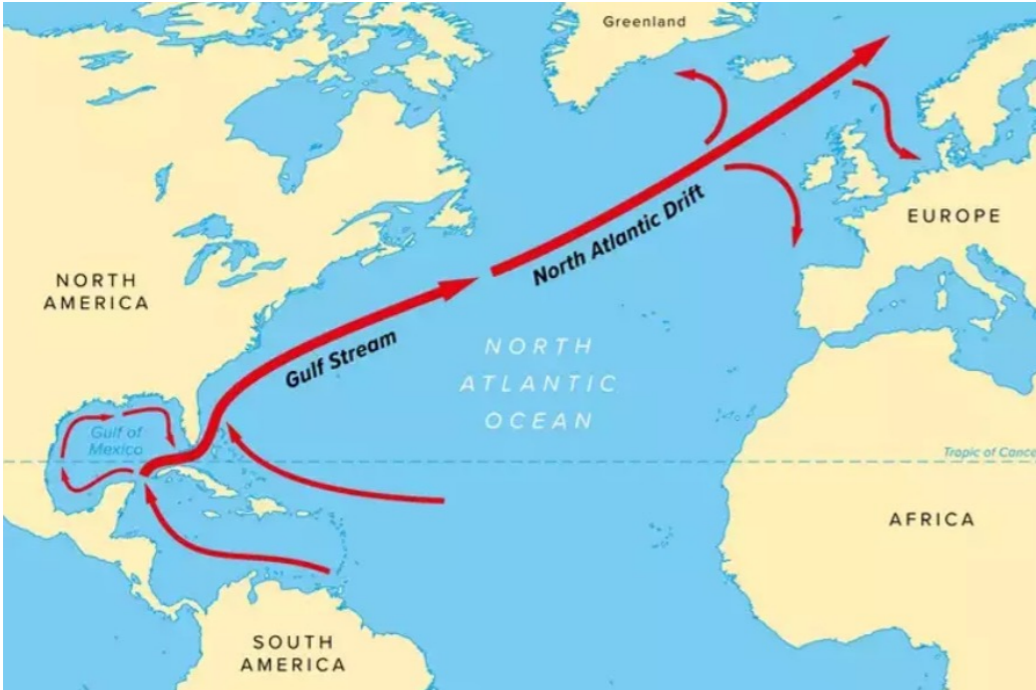 Greenland
NORTH
AMERICA
EUROPE
North Atlantic Drift
Gulf Stream
NORTH
ATLANTIC
OCEAN
Gulf of
Mexico
Tropic of Cance
AFRICA
SOUTH
AMERICA